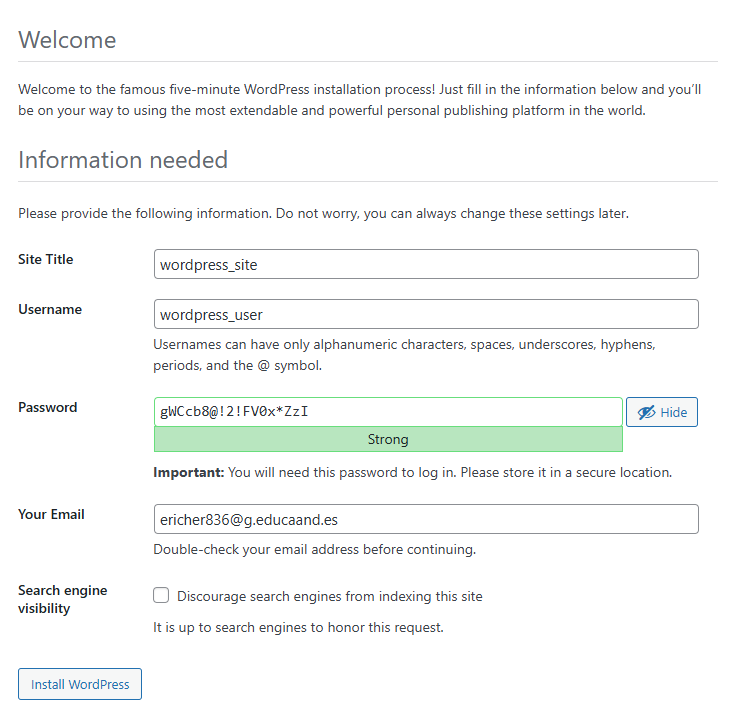 Welcome
Welcome to the famous five-minute WordPress installation process! Just fill in the information below and you’ll
be on your way to using the most extendable and powerful personal publishing platform in the world.
Information needed
Please provide the following information. Do not worry, you can always change these settings later.
Site Title
wordpress_site
Username
wordpress_user
Usernames can have only alphanumeric characters, spaces, underscores, hyphens,
periods, and the @ symbol.
Password
gWCcb8@!2!FV0x*ZzI
Hide
Strong
Important: You will need this password to log in. Please store it in a secure location.
Your Email
ericher836@g.educaand.es
Double-check your email address before continuing.
Search engine
visibility
Discourage search engines from indexing this site
It is up to search engines to honor this request.
Install WordPress